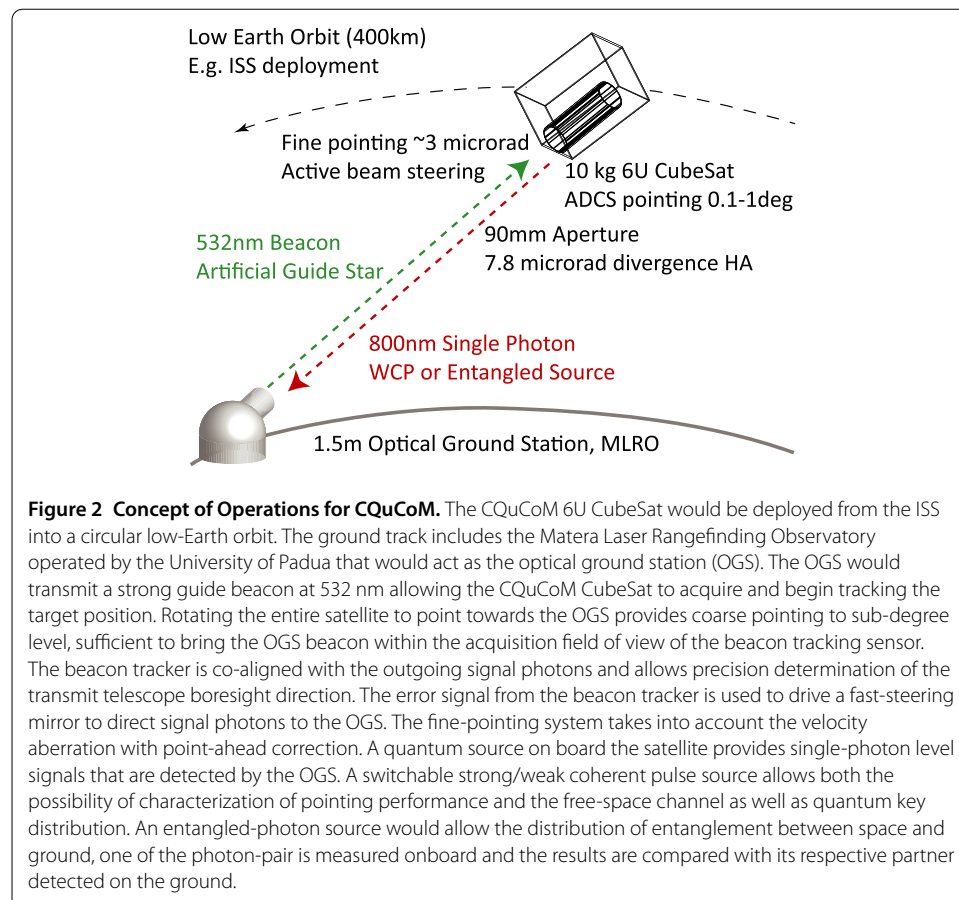 Low Earth Orbit (400km)
E.g. ISS deployment
Fine pointing ~3 microrad
Active beam steering
10 kg 6U CubeSat
ADCS pointing 0.1-1deg
90mm Aperture
7.8 microrad divergence HA
532nm Beacon
Artificial Guide Star
800nm Single Photon
WCP or Entangled Source
1.5m Optical Ground Station, MLRO
Figure 2 Concept of Operations for CQuCoM. The CQuCoM 6U CubeSat would be deployed from the ISS
into a circular low-Earth orbit. The ground track includes the Matera Laser Rangefinding Observatory
operated by the University of Padua that would act as the optical ground station (OGS). The OGS would
transmit a strong guide beacon at 532 nm allowing the CQuCoM CubeSat to acquire and begin tracking the
target position. Rotating the entire satellite to point towards the OGS provides coarse pointing to sub-degree
level, sufficient to bring the OGS beacon within the acquisition field of view of the beacon tracking sensor.
The beacon tracker is co-aligned with the outgoing signal photons and allows precision determination of the
transmit telescope boresight direction. The error signal from the beacon tracker is used to drive a fast-steering
mirror to direct signal photons to the OGS. The fine-pointing system takes into account the velocity
aberration with point-ahead correction. A quantum source on board the satellite provides single-photon level
signals that are detected by the OGS. A switchable strong/weak coherent pulse source allows both the
possibility of characterization of pointing performance and the free-space channel as well as quantum key
distribution. An entangled-photon source would allow the distribution of entanglement between space and
ground, one of the photon-pair is measured onboard and the results are compared with its respective partner
detected on the ground.